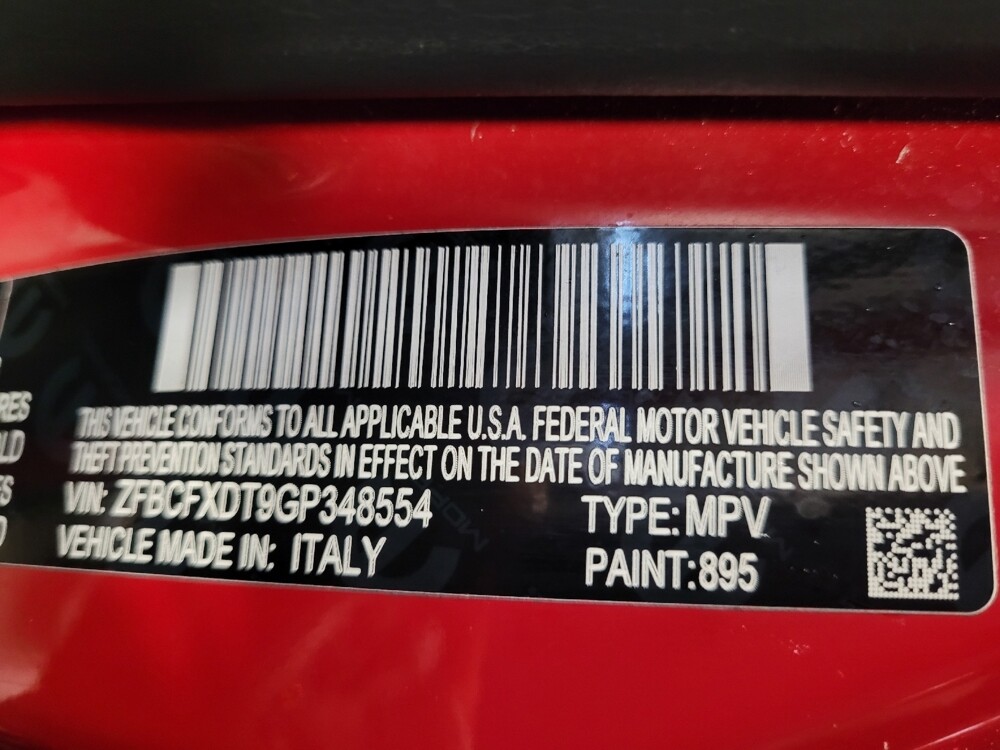 THIS VEHICLE CONFORMS TO ALL APPLICABLE U.S.A. FEDERAL MOTOR VEHICLE SAFETY AND
THEFT PREVENTION STANDARDS IN EFFECT ON THE DATE OF MANUFACTURE SHOWN ABOVE
VIN: ZFBCFXDT9GP348554 TYPE: MPV
VEHICLE MADE IN: ITALY PAINT: 895